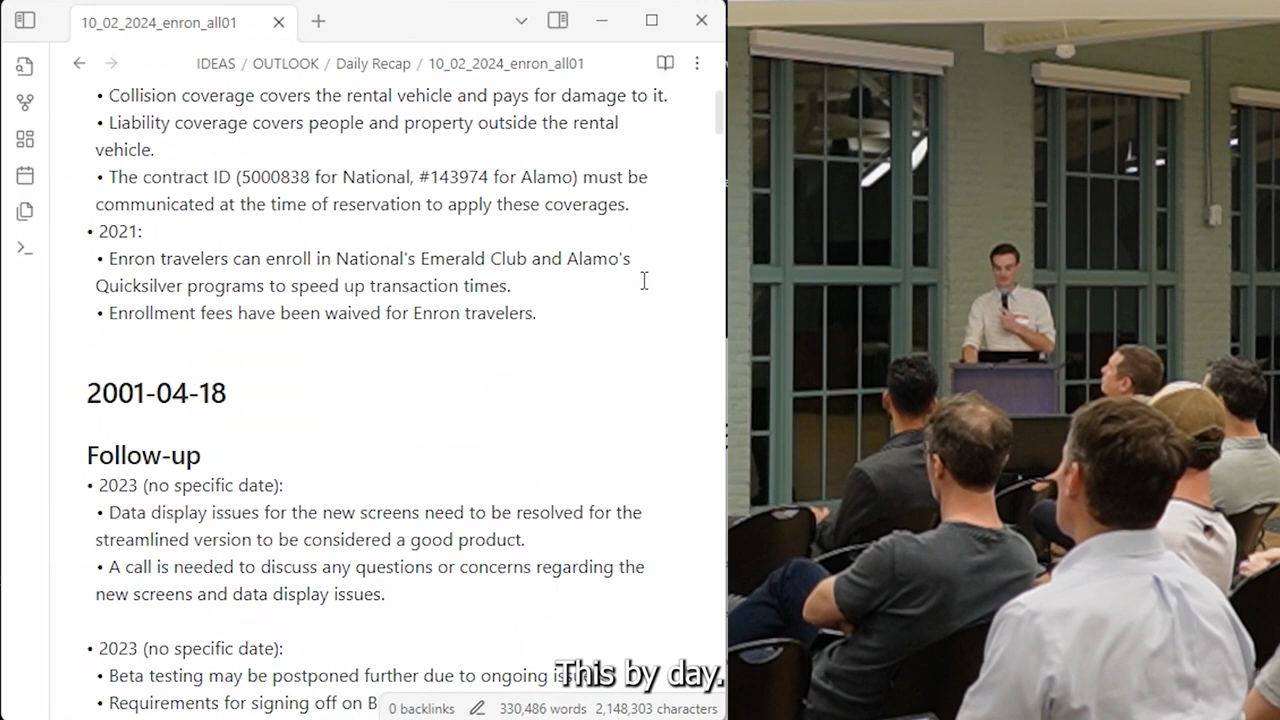 10_02_2024_enron_all01
IDEAS / OUTLOOK / Daily Recap / 10_02_2024_enron_all01
• Collision coverage covers the rental vehicle and pays for damage to it.
• Liability coverage covers people and property outside the rental
vehicle.
• The contract ID (5000838 for National, #143974 for Alamo) must be
communicated at the time of reservation to apply these coverages.
• 2021:
• Enron travelers can enroll in National's Emerald Club and Alamo's
Quicksilver programs to speed up transaction times.
• Enrollment fees have been waived for Enron travelers.
2001-04-18
Follow-up
• 2023 (no specific date):
• Data display issues for the new screens need to be resolved for the
streamlined version to be considered a good product.
• A call is needed to discuss any questions or concerns regarding the
new screens and data display issues.
• 2023 (no specific date):
• Beta testing may be postponed further due to ongoing
This by day.
• Requirements for signing off on B
0 backlinks 330,486 words 2,148,303 characters